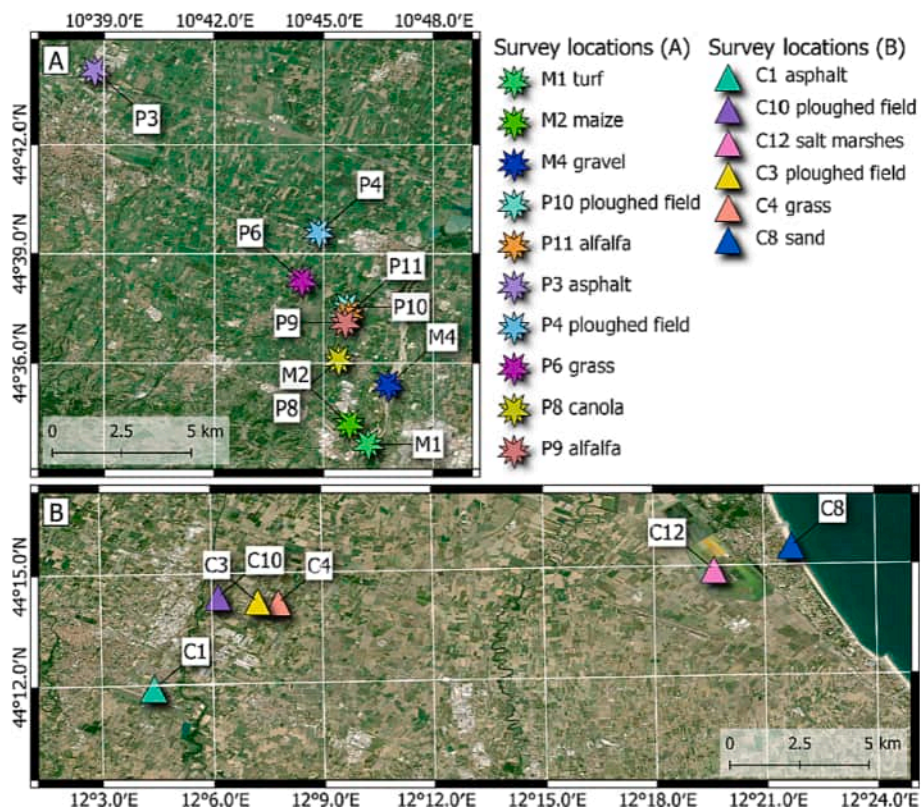 10°39.0'E 10°42.0'E 10°45.0'E 10°48.0'E
A
P3
44°42.0'N
P4
P6
44°39.0'N
P11
P10
P9
M4
44°36.0'N
M2
P8
M1
0 2.5 5 km
Survey locations (A)
M1 turf
M2 maize
M4 gravel
P10 ploughed field
P11 alfalfa
P3 asphalt
P4 ploughed field
P6 grass
P8 canola
P9 alfalfa
Survey locations (B)
C1 asphalt
C10 ploughed field
C12 salt marshes
C3 ploughed field
C4 grass
C8 sand
B
C8
C12
C3 C10 C4
44°15.0'N
C1
44°12.0'N
0 2.5 5 km
12°3.0'E 12°6.0'E 12°9.0'E 12°12.0'E 12°15.0'E 12°18.0'E 12°21.0'E 12°24.0'E